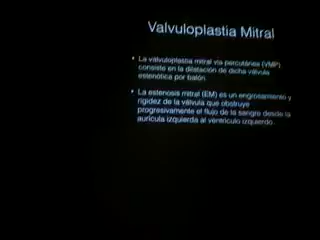 Valvuloplastia Mitral
• La valvuloplastia mitral vía percutánea (VMP)
consiste en la dilatación de dicha válvula
estenótica por balón.
• La estenosis mitral (EM) es un engrosamiento y
rigidez de la válvula que obstruye
progresivamente el flujo de la sangre desde la
aurícula izquierda al ventrículo izquierdo.